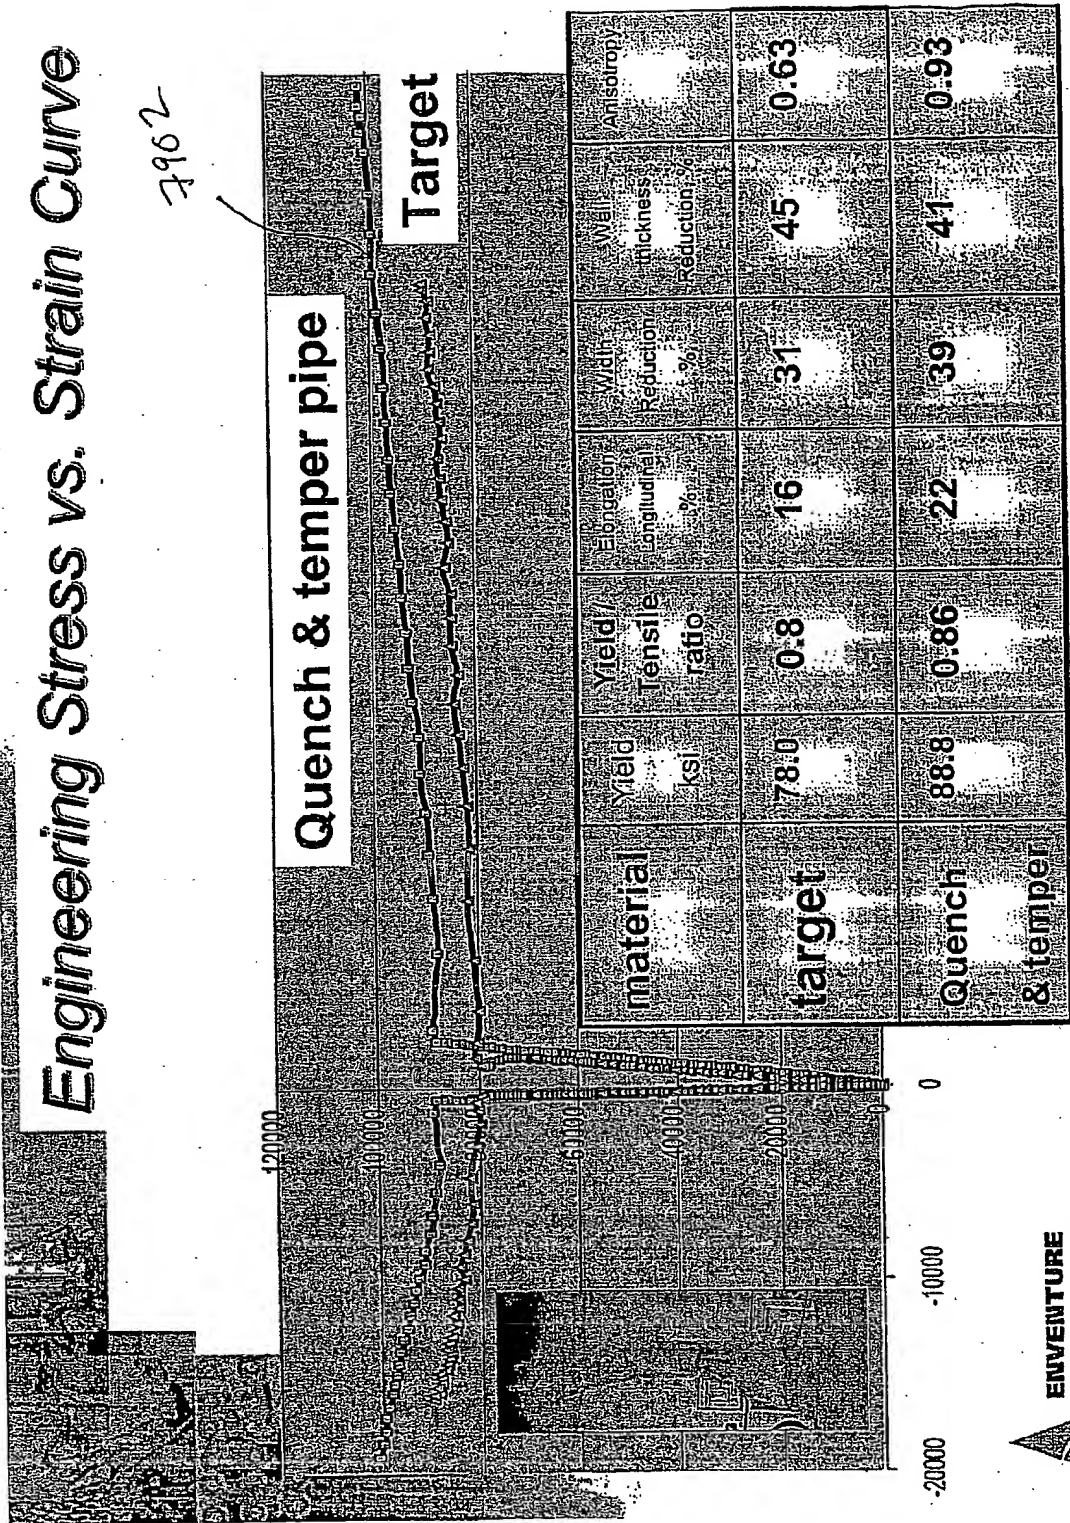 Engineering Stress vs. Strain Curve
7962
Quench & temper pipe
Target
120000
100000
80000
60000
40000
20000
0
-20000
-10000
0
material
Yield
ksi
Yield /
Tensile
ratio
Elongation
Longitudinal
%
Width
Reduction
%
Wall
thickness
Reduction %
Anisotropy
target
78.0
0.8
16
31
45
0.63
Quench
& temper
88.8
0.86
22
39
41
0.93
ENVENTURE